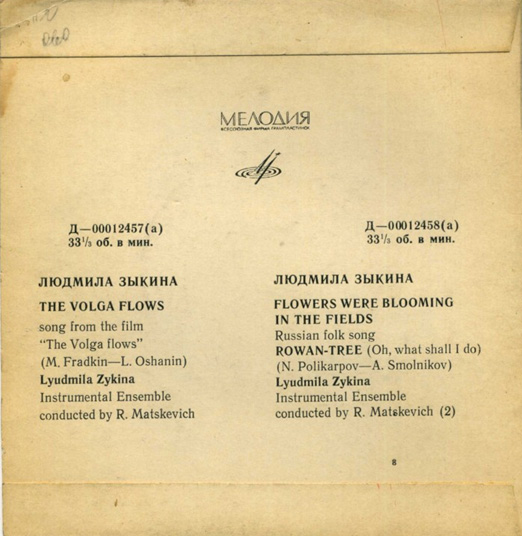 МЕЛОДИЯ
ВСЕСОЮЗНАЯ ФИРМА ГРАМПЛАСТИНОК
Д—00012457(а)
33⅓ об. в мин.
ЛЮДМИЛА ЗЫКИНА
THE VOLGA FLOWS
song from the film
“The Volga flows”
(M. Fradkin—L. Oshanin)
Lyudmila Zykina
Instrumental Ensemble
conducted by R. Matskevich
Д—00012458(а)
33⅓ об. в мин.
ЛЮДМИЛА ЗЫКИНА
FLOWERS WERE BLOOMING
IN THE FIELDS
Russian folk song
ROWAN-TREE (Oh, what shall I do)
(N. Polikarpov—A. Smolnikov)
Lyudmila Zykina
Instrumental Ensemble
conducted by R. Matskevich (2)
8